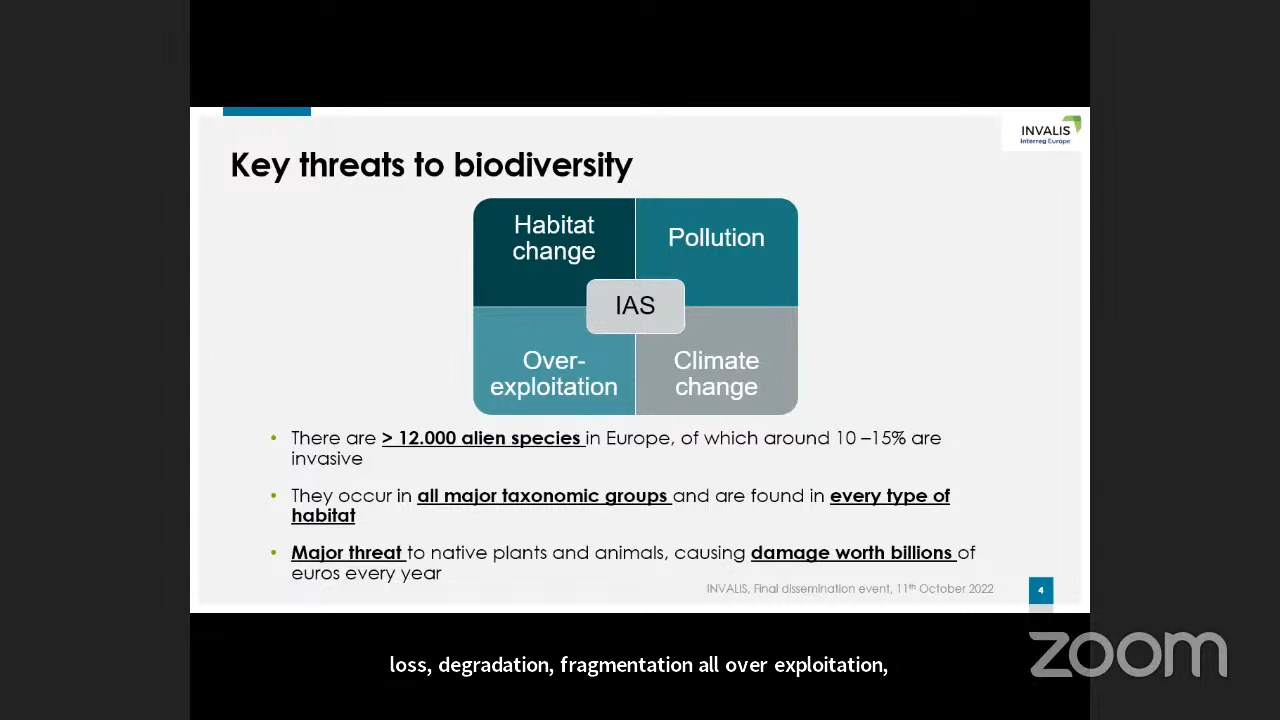 INVALIS
Interreg Europe
Key threats to biodiversity
Habitat
change
Pollution
IAS
Over-
exploitation
Climate
change
• There are > 12.000 alien species in Europe, of which around 10 –15% are
invasive
• They occur in all major taxonomic groups and are found in every type of
habitat
• Major threat to native plants and animals, causing damage worth billions of
euros every year
INVALIS, Final dissemination event, 11th October 2022
4
loss, degradation, fragmentation all over exploitation,
zoom